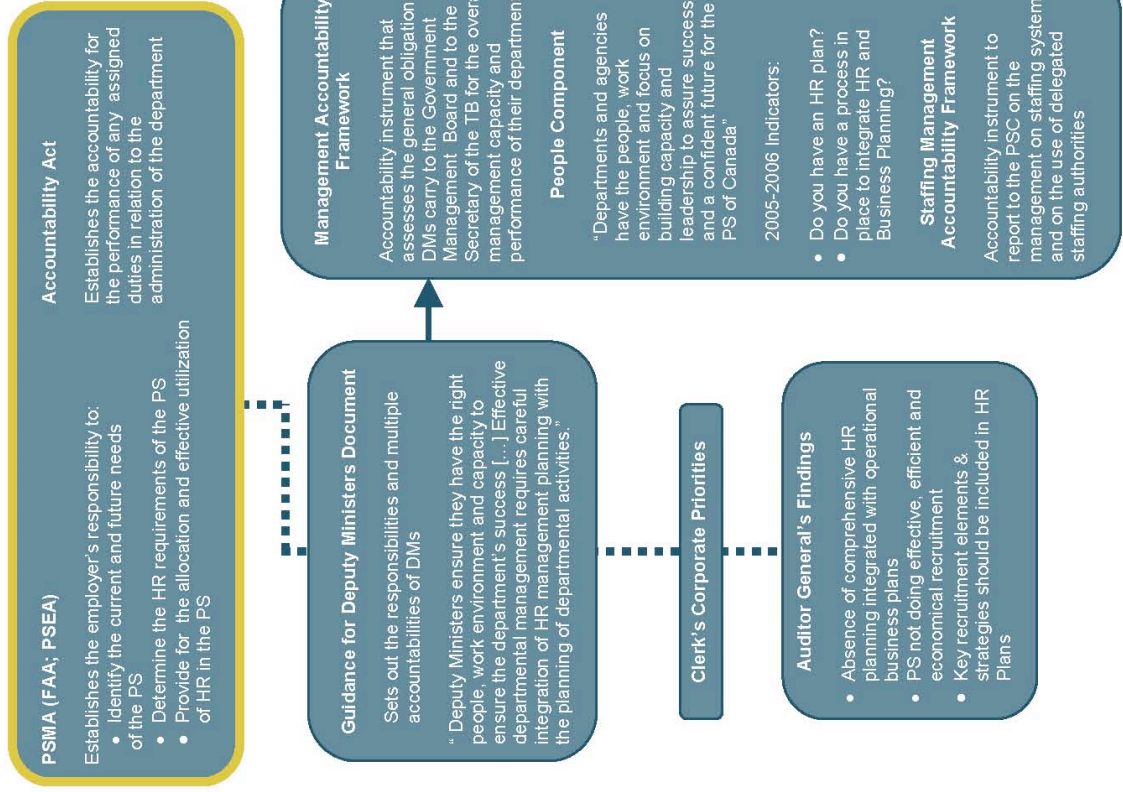 PSMA (FAA; PSEA)
Establishes the employer's responsibility to:
• Identify the current and future needs
of the PS
• Determine the HR requirements of the PS
• Provide for the allocation and effective utilization
of HR in the PS
Accountability Act
Establishes the accountability for
the performance of any assigned
duties in relation to the
administration of the department
Guidance for Deputy Ministers Document
Sets out the responsibilities and multiple
accountabilities of DMs
“ Deputy Ministers ensure they have the right
people, work environment and capacity to
ensure the department's success [...] Effective
departmental management requires careful
integration of HR management planning with
the planning of departmental activities.”
Management Accountability
Framework
Accountability instrument that
assesses the general obligation
DMs carry to the Government
Management Board and to the
Secretary of the TB for the
management capacity and
performance of their
People Component
“Departments and agencies
have the people, work
environment and focus on
building capacity and
leadership to assure success
and a confident future for the
PS of Canada”
2005-2006 Indicators:
• Do you have an HR plan?
• Do you have a process in
place to integrate HR and
Business Planning?
Staffing Management
Accountability Framework
Accountability instrument to
report to the PSC on the
management on staffing system
and on the use of delegated
staffing authorities
Clerk's Corporate Priorities
Auditor General's Findings
• Absence of comprehensive HR
planning integrated with operational
business plans
• PS not doing effective, efficient and
economical recruitment
• Key recruitment elements &
strategies should be included in HR
Plans